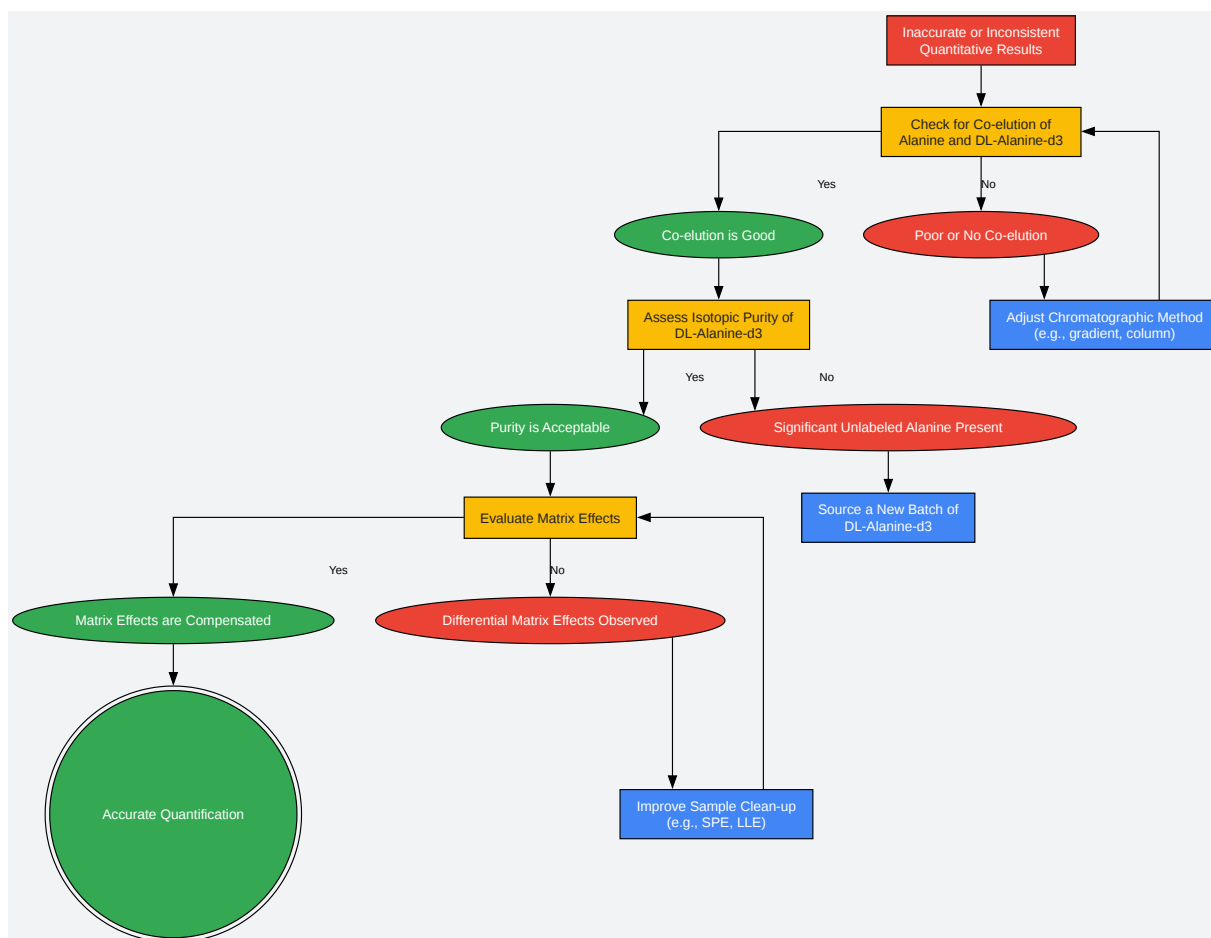 Inaccurate or Inconsistent
Quantitative Results
Check for Co-elution of
Alanine and DL-Alanine-d3
Yes
No
Co-elution is Good
Poor or No Co-elution
Assess Isotopic Purity of
DL-Alanine-d3
Adjust Chromatographic Method
(e.g., gradient, column)
Yes
No
Purity is Acceptable
Significant Unlabeled Alanine Present
Evaluate Matrix Effects
Source a New Batch of
DL-Alanine-d3
Yes
No
Matrix Effects are Compensated
Differential Matrix Effects Observed
Accurate Quantification
Improve Sample Clean-up
(e.g., SPE, LLE)